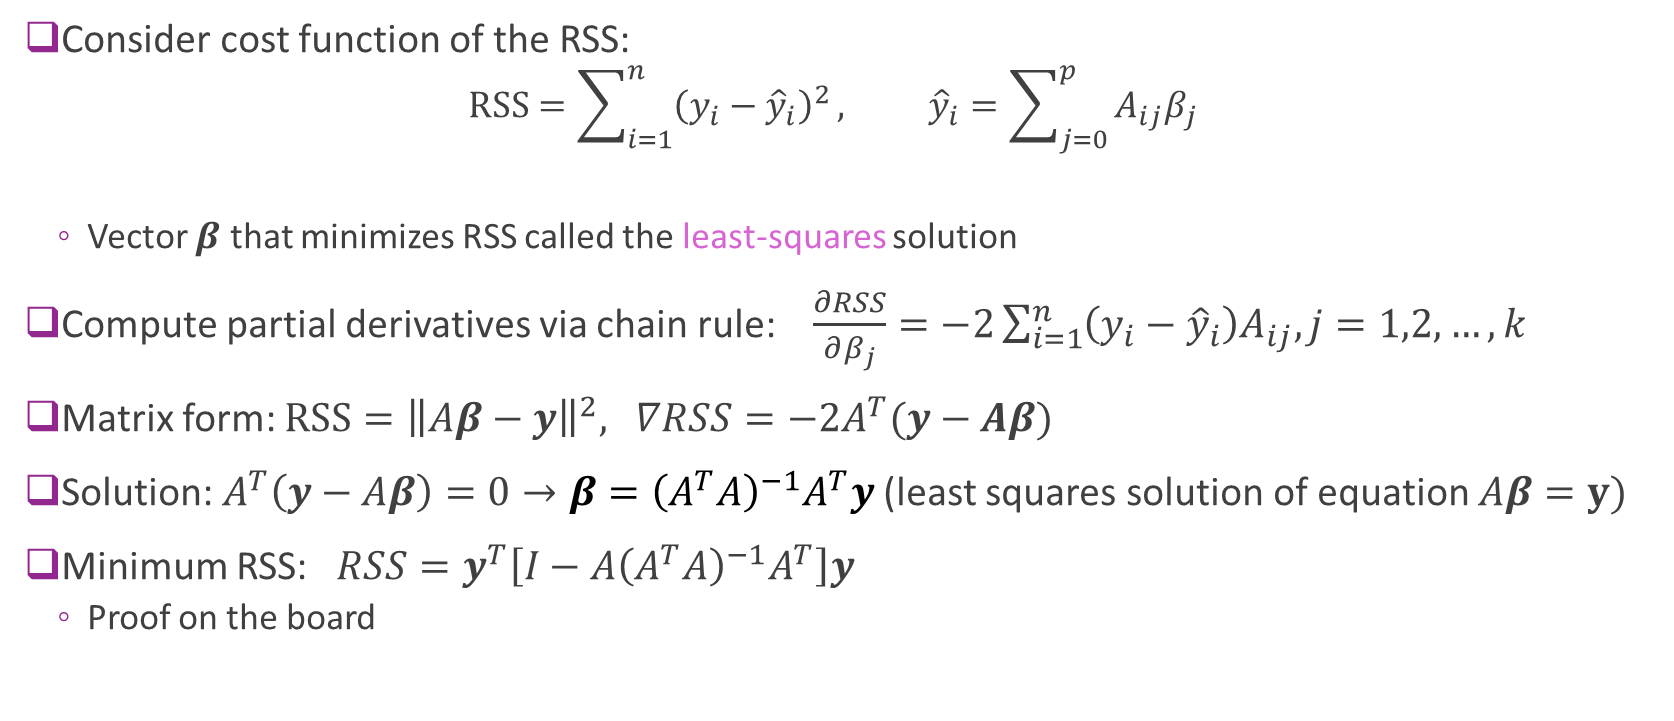 ❑Consider cost function of the RSS:
RSS = ∑_{i=1}^{n} (y_i − ŷ_i)², ŷ_i = ∑_{j=0}^{p} A_{ij}β_j
◦ Vector 𝜷 that minimizes RSS called the least-squares solution
❑Compute partial derivatives via chain rule: ∂RSS/∂β_j = −2 ∑_{i=1}^{n}(y_i − ŷ_i)A_{ij}, j = 1,2, … , k
❑Matrix form: RSS = ‖A𝜷 − 𝒚‖², ∇RSS = −2A^T(𝒚 − 𝑨𝜷)
❑Solution: A^T(𝒚 − A𝜷) = 0 → 𝜷 = (A^T A)^{−1}A^T 𝒚 (least squares solution of equation A𝜷 = 𝐲)
❑Minimum RSS: RSS = 𝒚^T[I − A(A^T A)^{−1}A^T]𝒚
◦ Proof on the board